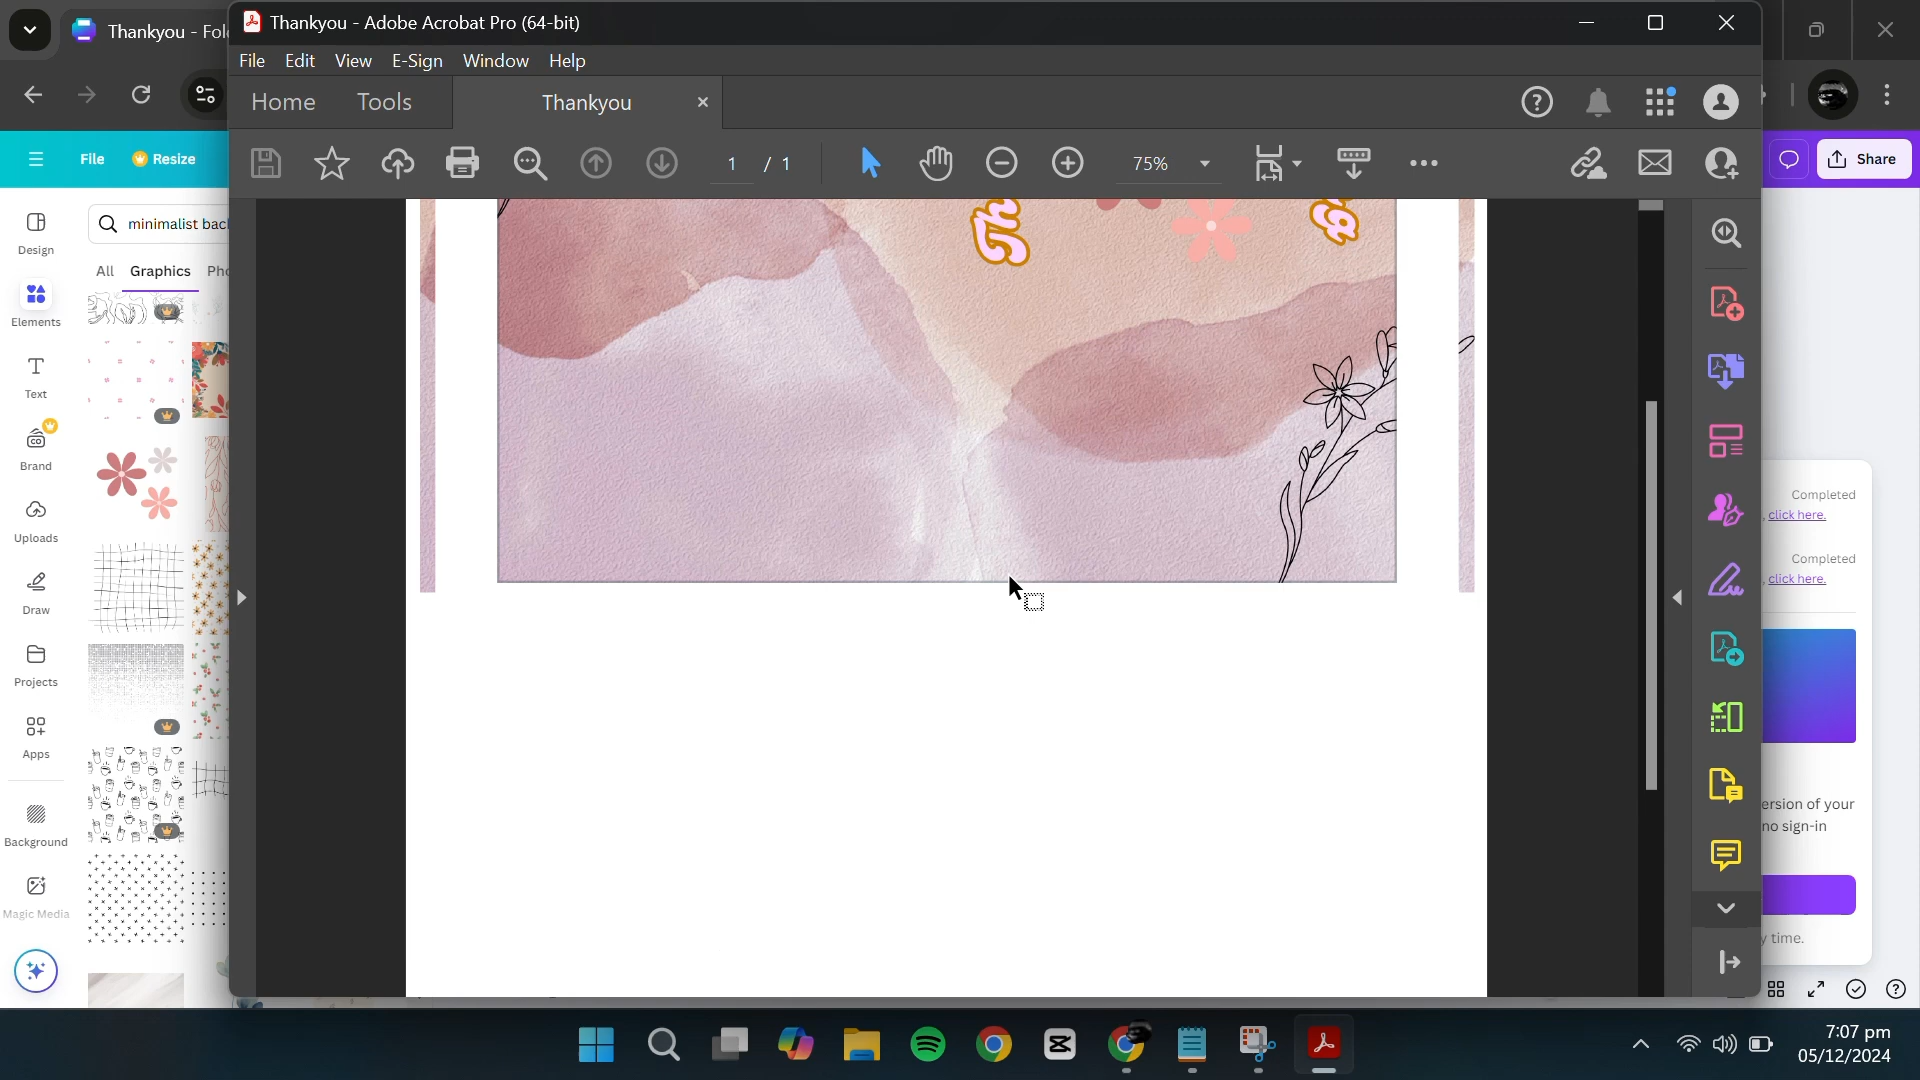 Thankyou - Fol
Thankyou - Adobe Acrobat Pro (64-bit)
File Edit View E-Sign Window Help
Home Tools Thankyou
1 / 1 75%
File Resize Share
minimalist bac
All Graphics Pho
Design
Elements
Text
Brand
Uploads
Draw
Projects
Apps
Background
Magic Media
Completed
, click here.
Completed
, click here.
ersion of your
no sign-in
y time.
7:07 pm
05/12/2024